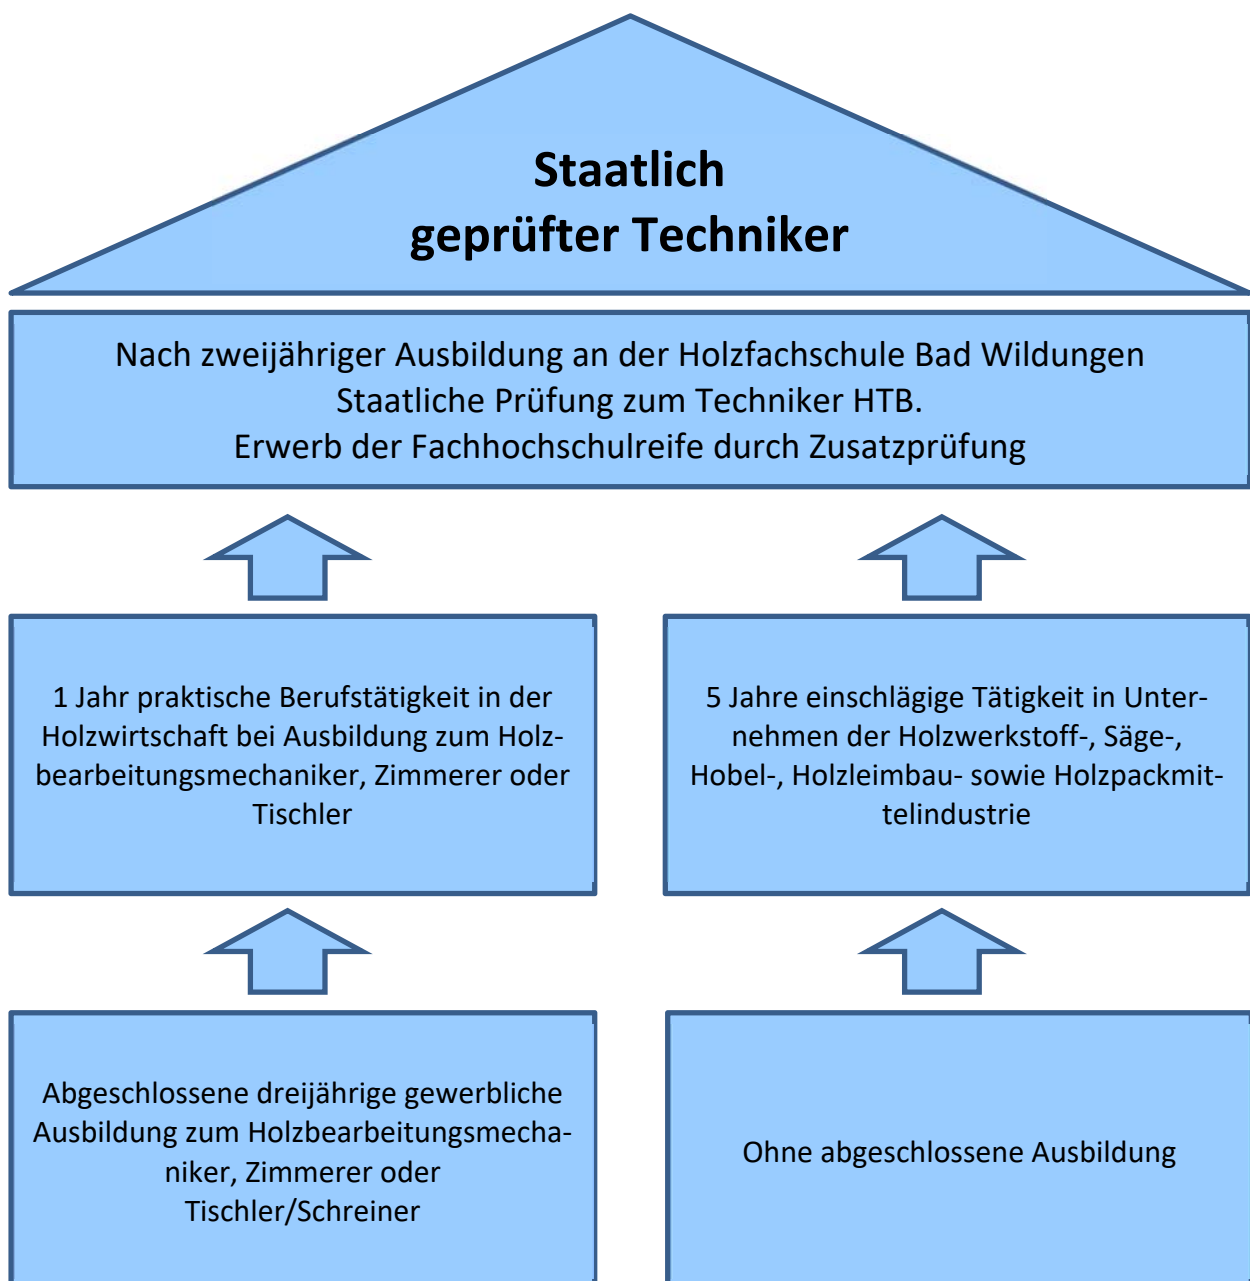 Staatlich
geprüfter Techniker
Nach zweijähriger Ausbildung an der Holzfachschule Bad Wildungen
Staatliche Prüfung zum Techniker HTB.
Erwerb der Fachhochschulreife durch Zusatzprüfung
1 Jahr praktische Berufstätigkeit in der
Holzwirtschaft bei Ausbildung zum Holz-
bearbeitungsmechaniker, Zimmerer oder
Tischler
5 Jahre einschlägige Tätigkeit in Unter-
nehmen der Holzwerkstoff-, Säge-,
Hobel-, Holzleimbau- sowie Holzpackmit-
telindustrie
Abgeschlossene dreijährige gewerbliche
Ausbildung zum Holzbearbeitungsmecha-
niker, Zimmerer oder
Tischler/Schreiner
Ohne abgeschlossene Ausbildung